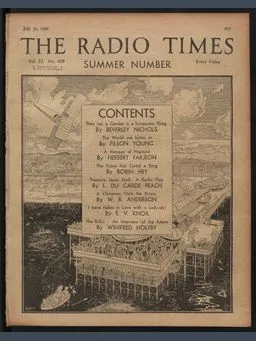 July 31, 1931
217
THE RADIO TIMES
Vol. 32. No. 409
SUMMER NUMBER
Every Friday
CONTENTS
They say a Garden is a Lovesome Thing
By BEVERLEY NICHOLS
The World we Listen in
By FILSON YOUNG
A Masque of Neptune
By HERBERT FARJEON
The Voice that Cured a King
By ROBIN HEY
Treasure upon Earth - A Radio Play
By L. DU GARDE PEACH
A Chinaman Visits the Proms
By W. R. ANDERSON
'I have Fallen in Love with a Lady-oh!'
By E. V. KNOX
The D.O.I. - An Interview of the future
By WINIFRED HOLTBY